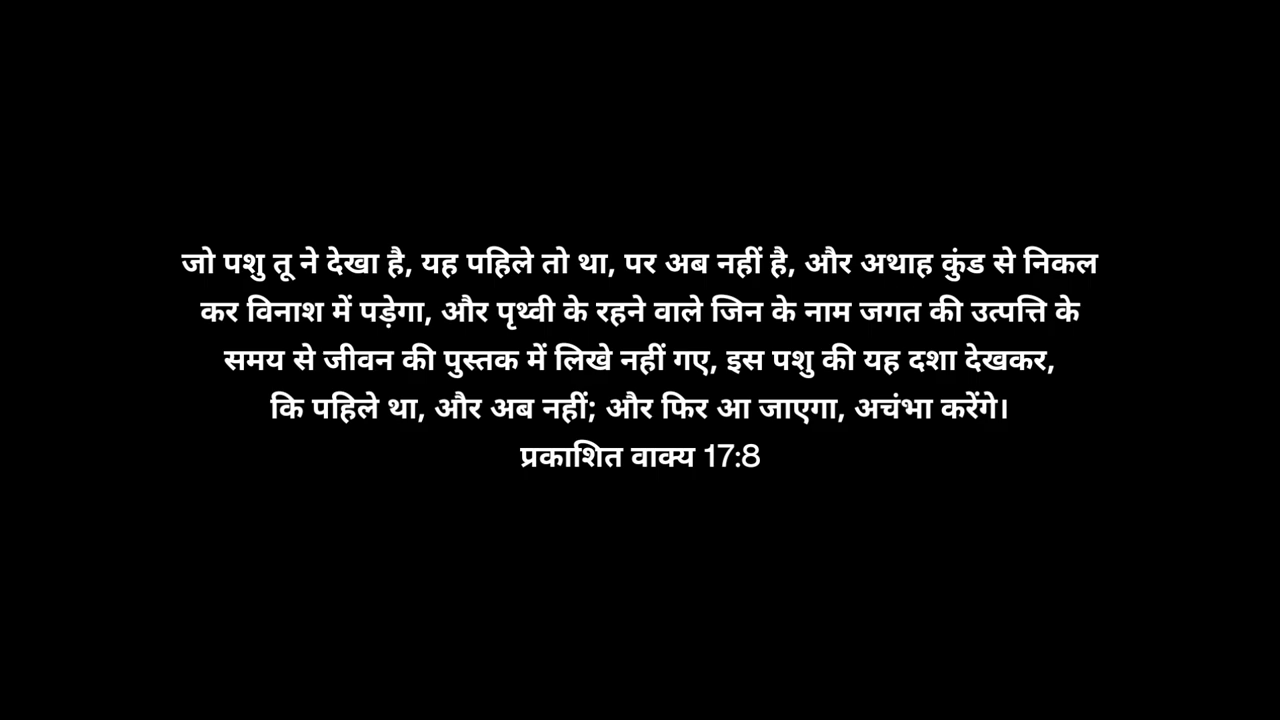 जो पशु तू ने देखा है, यह पहिले तो था, पर अब नहीं है, और अथाह कुंड से निकल
कर विनाश में पड़ेगा, और पृथ्वी के रहने वाले जिन के नाम जगत की उत्पत्ति के
समय से जीवन की पुस्तक में लिखे नहीं गए, इस पशु की यह दशा देखकर,
कि पहिले था, और अब नहीं; और फिर आ जाएगा, अचंभा करेंगे।
प्रकाशित वाक्य 17:8